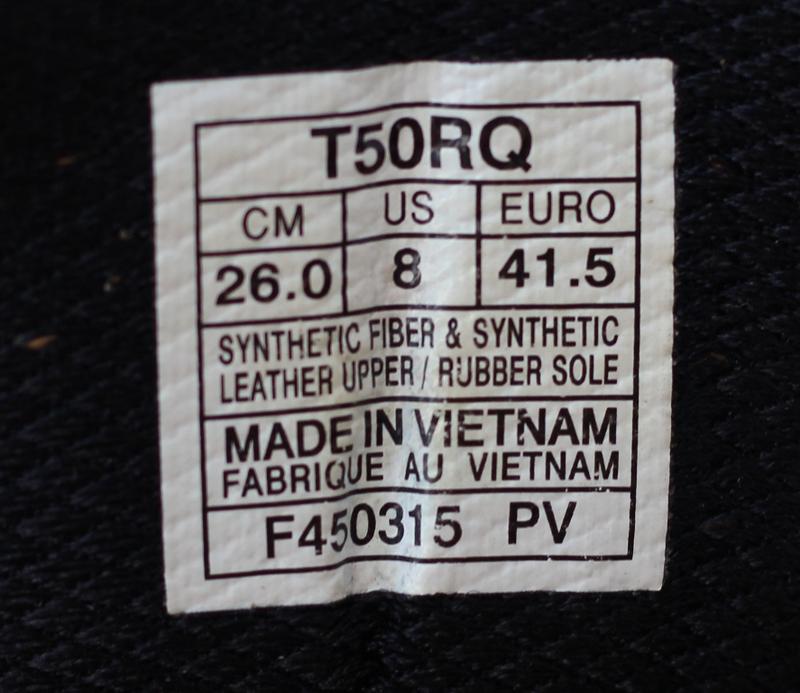 T50RQ
CM US EURO
26.0 8 41.5
SYNTHETIC FIBER & SYNTHETIC
LEATHER UPPER / RUBBER SOLE
MADE IN VIETNAM
FABRIQUE AU VIETNAM
F450315 PV